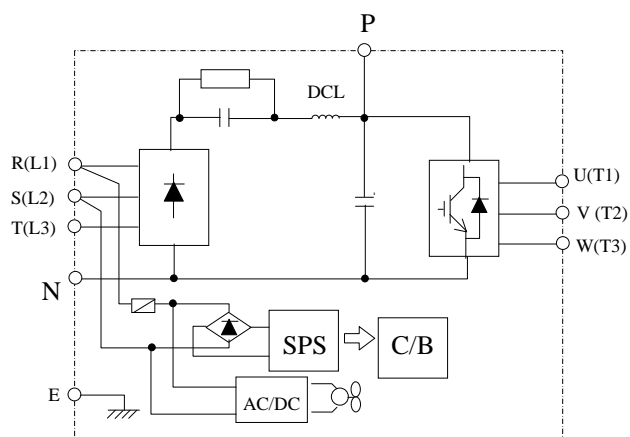 P
DCL
R(L1)
S(L2)
T(L3)
U(T1)
V (T2)
W(T3)
N
SPS
C/B
E
AC/DC